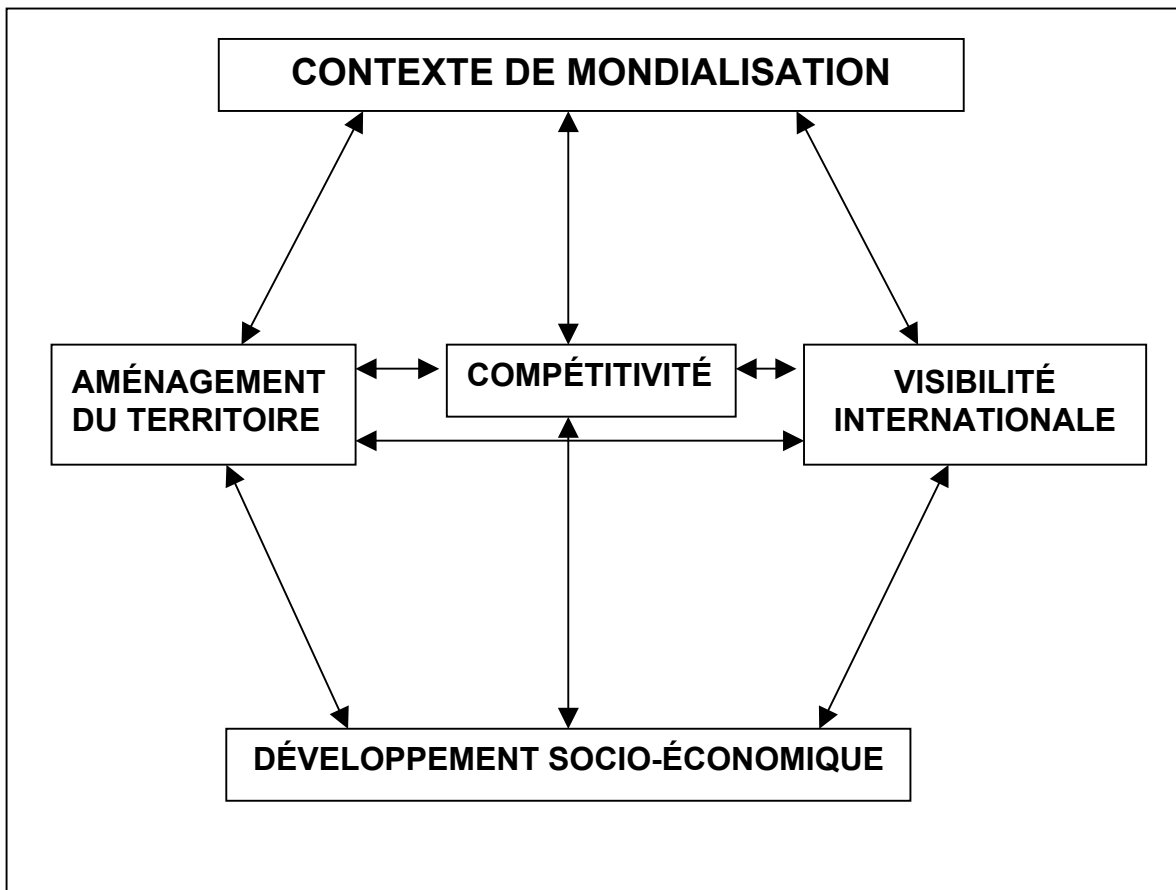 CONTEXTE DE MONDIALISATION
AMÉNAGEMENT
DU TERRITOIRE
COMPÉTITIVITÉ
VISIBILITÉ
INTERNATIONALE
DÉVELOPPEMENT SOCIO-ÉCONOMIQUE